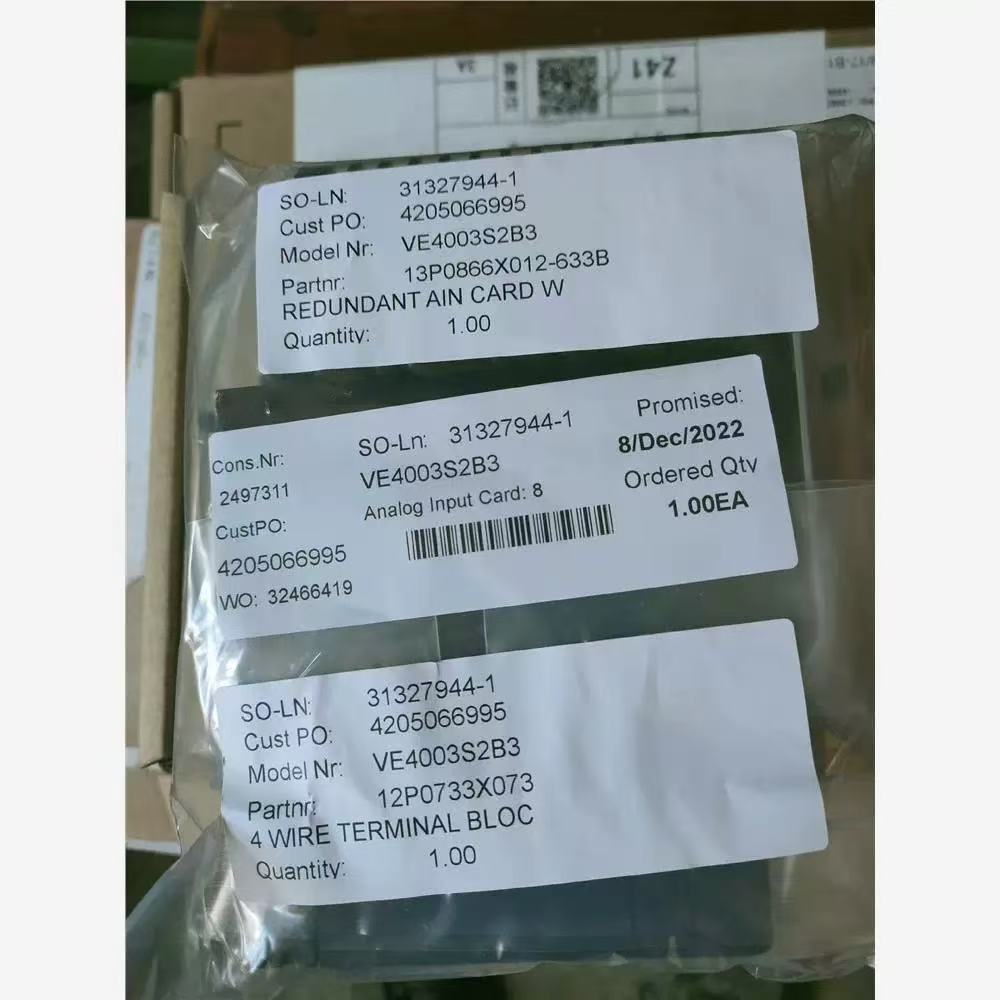 Z41
3A
SO-LN: 31327944-1
Cust PO: 4205066995
Model Nr: VE4003S2B3
Partnr: 13P0866X012-633B
REDUNDANT AIN CARD W
Quantity: 1.00
Cons.Nr:
2497311
CustPO:
4205066995
WO: 32466419
SO-Ln: 31327944-1
VE4003S2B3
Analog Input Card: 8
Promised:
8/Dec/2022
Ordered Qty
1.00EA
SO-LN: 31327944-1
Cust PO: 4205066995
Model Nr: VE4003S2B3
Partnr: 12P0733X073
4 WIRE TERMINAL BLOC
Quantity: 1.00